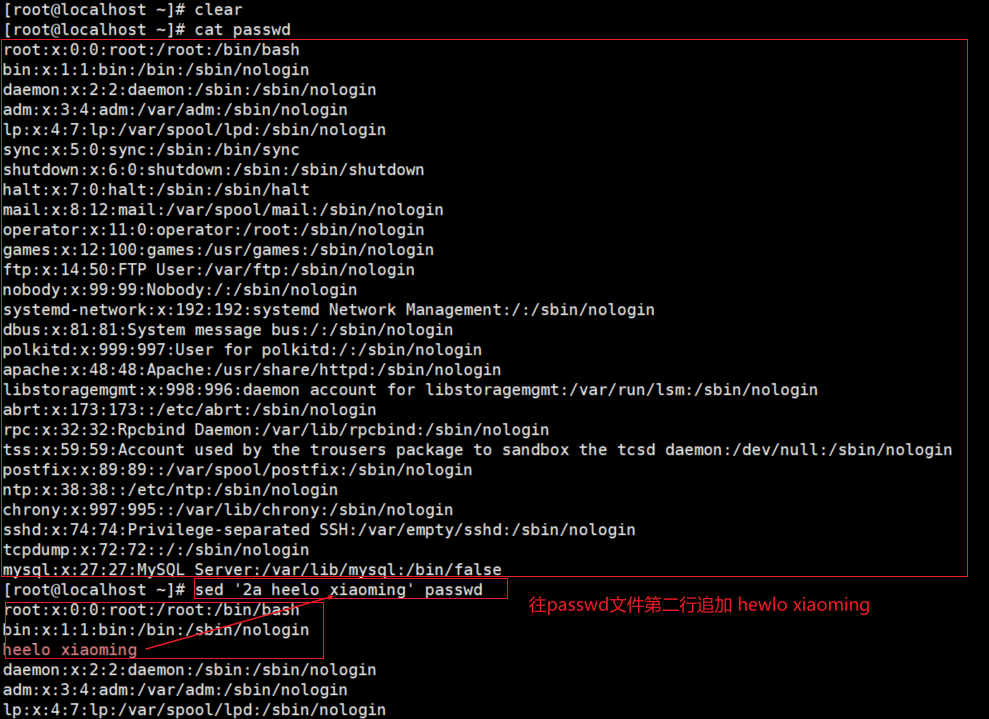 [root@localhost ~]# clear
[root@localhost ~]# cat passwd
root:x:0:0:root:/root:/bin/bash
bin:x:1:1:bin:/bin:/sbin/nologin
daemon:x:2:2:daemon:/sbin:/sbin/nologin
adm:x:3:4:adm:/var/adm:/sbin/nologin
lp:x:4:7:lp:/var/spool/lpd:/sbin/nologin
sync:x:5:0:sync:/sbin:/bin/sync
shutdown:x:6:0:shutdown:/sbin:/sbin/shutdown
halt:x:7:0:halt:/sbin:/sbin/halt
mail:x:8:12:mail:/var/spool/mail:/sbin/nologin
operator:x:11:0:operator:/root:/sbin/nologin
games:x:12:100:games:/usr/games:/sbin/nologin
ftp:x:14:50:FTP User:/var/ftp:/sbin/nologin
nobody:x:99:99:Nobody:/:/sbin/nologin
systemd-network:x:192:192:systemd Network Management:/:/sbin/nologin
dbus:x:81:81:System message bus:/:/sbin/nologin
polkitd:x:999:997:User for polkitd:/:/sbin/nologin
apache:x:48:48:Apache:/usr/share/httpd:/sbin/nologin
libstoragemgmt:x:998:996:daemon account for libstoragemgmt:/var/run/lsm:/sbin/nologin
abrt:x:173:173::/etc/abrt:/sbin/nologin
rpc:x:32:32:Rpcbind Daemon:/var/lib/rpcbind:/sbin/nologin
tss:x:59:59:Account used by the trousers package to sandbox the tcsd daemon:/dev/null:/sbin/nologin
postfix:x:89:89::/var/spool/postfix:/sbin/nologin
ntp:x:38:38::/etc/ntp:/sbin/nologin
chrony:x:997:995::/var/lib/chrony:/sbin/nologin
sshd:x:74:74:Privilege-separated SSH:/var/empty/sshd:/sbin/nologin
tcpdump:x:72:72::/:/sbin/nologin
mysql:x:27:27:MySQL Server:/var/lib/mysql:/bin/false
[root@localhost ~]# sed '2a heelo xiaoming' passwd
往passwd文件第二行追加 hewlo xiaoming
root:x:0:0:root:/root:/bin/bash
bin:x:1:1:bin:/bin:/sbin/nologin
heelo xiaoming
daemon:x:2:2:daemon:/sbin:/sbin/nologin
adm:x:3:4:adm:/var/adm:/sbin/nologin
lp:x:4:7:lp:/var/spool/lpd:/sbin/nologin